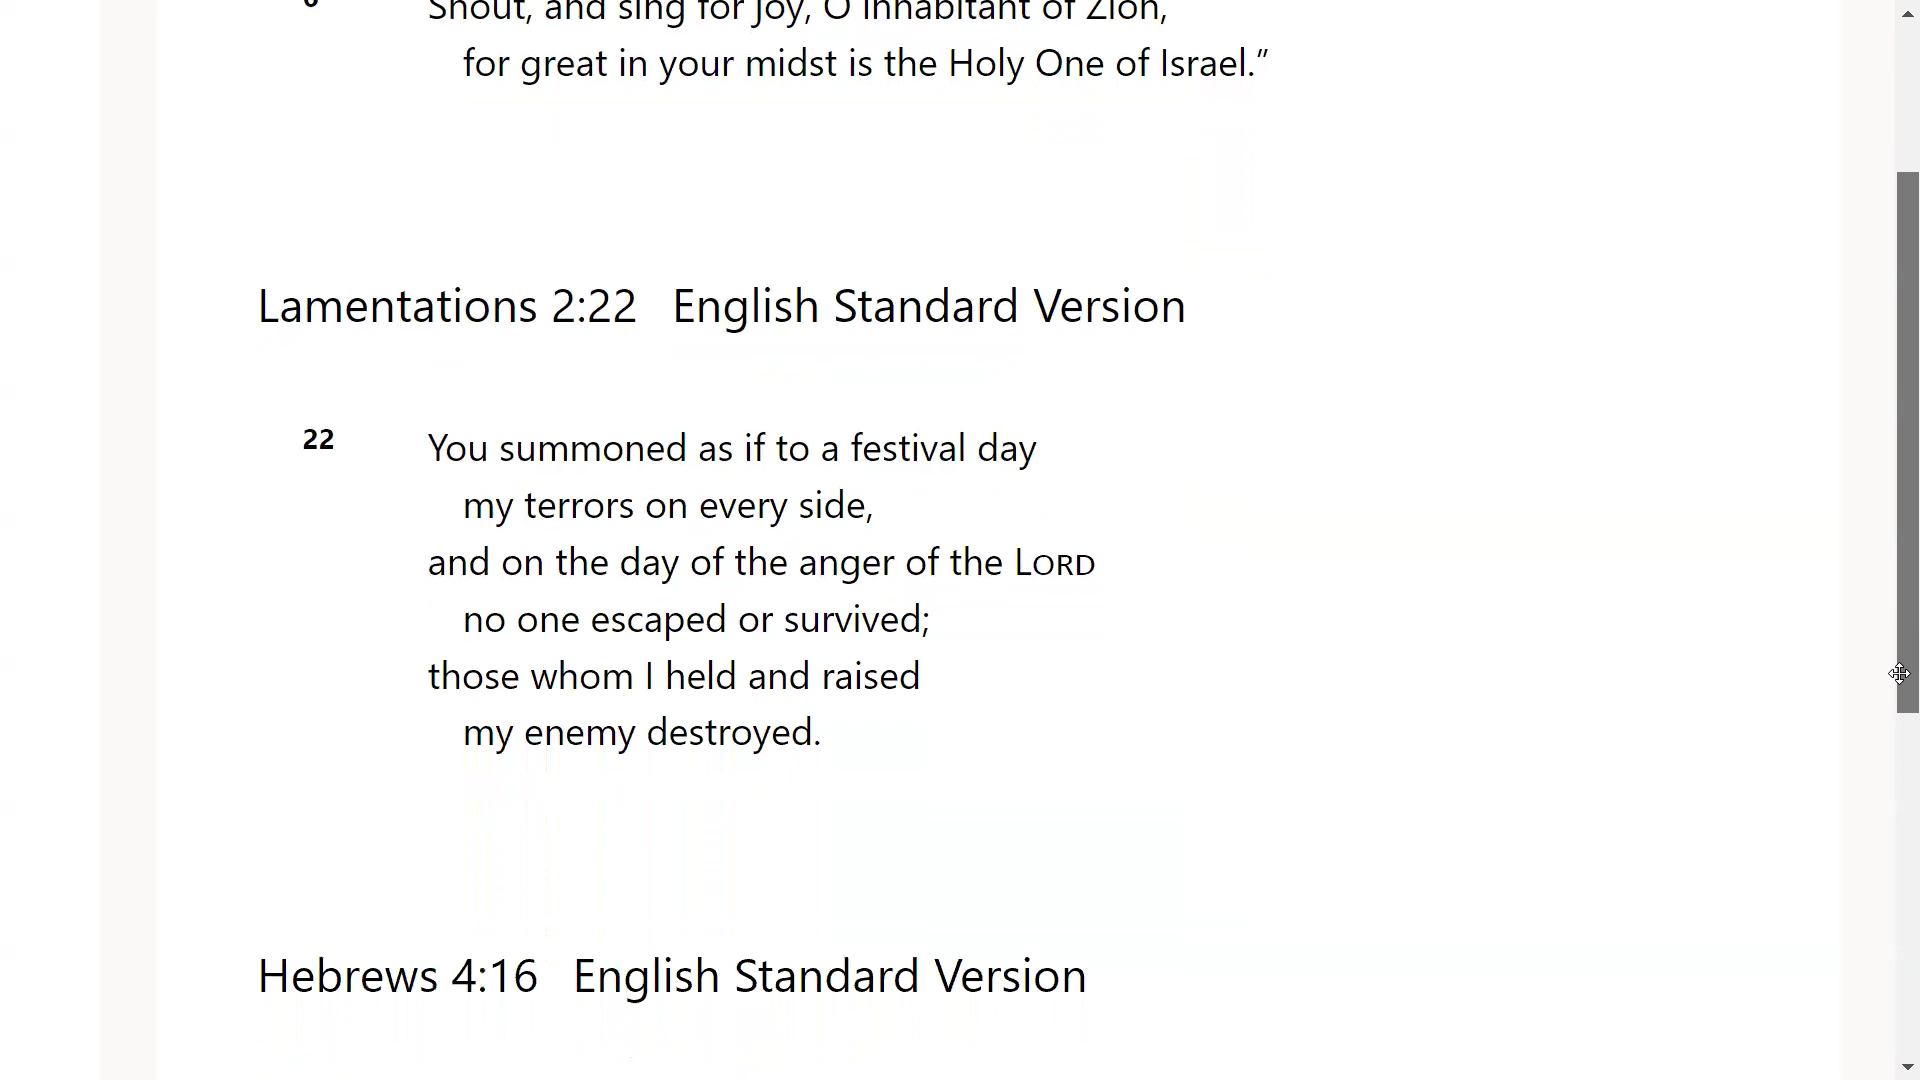 6 Shout, and sing for joy, O inhabitant of Zion,
for great in your midst is the Holy One of Israel.”
Lamentations 2:22 English Standard Version
22 You summoned as if to a festival day
my terrors on every side,
and on the day of the anger of the LORD
no one escaped or survived;
those whom I held and raised
my enemy destroyed.
Hebrews 4:16 English Standard Version